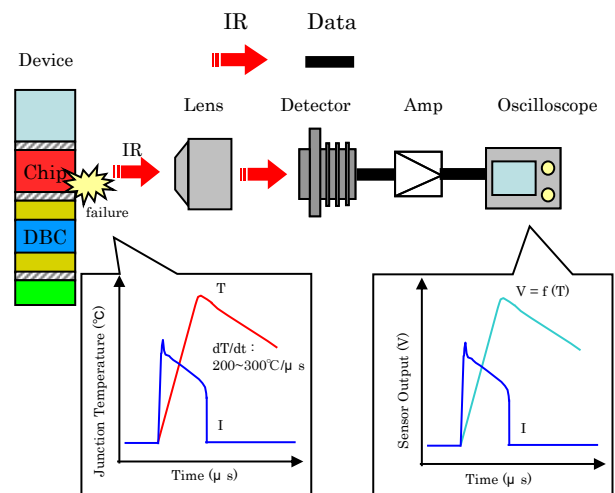 IR
Data
Device
Lens
Detector
Amp
Oscilloscope
IR
Chip
failure
DBC
T
dT/dt：
200~300℃/μ s
I
Junction Temperature (℃)
Time (μ s)
V = f (T)
I
Sensor Output (V)
Time (μ s)